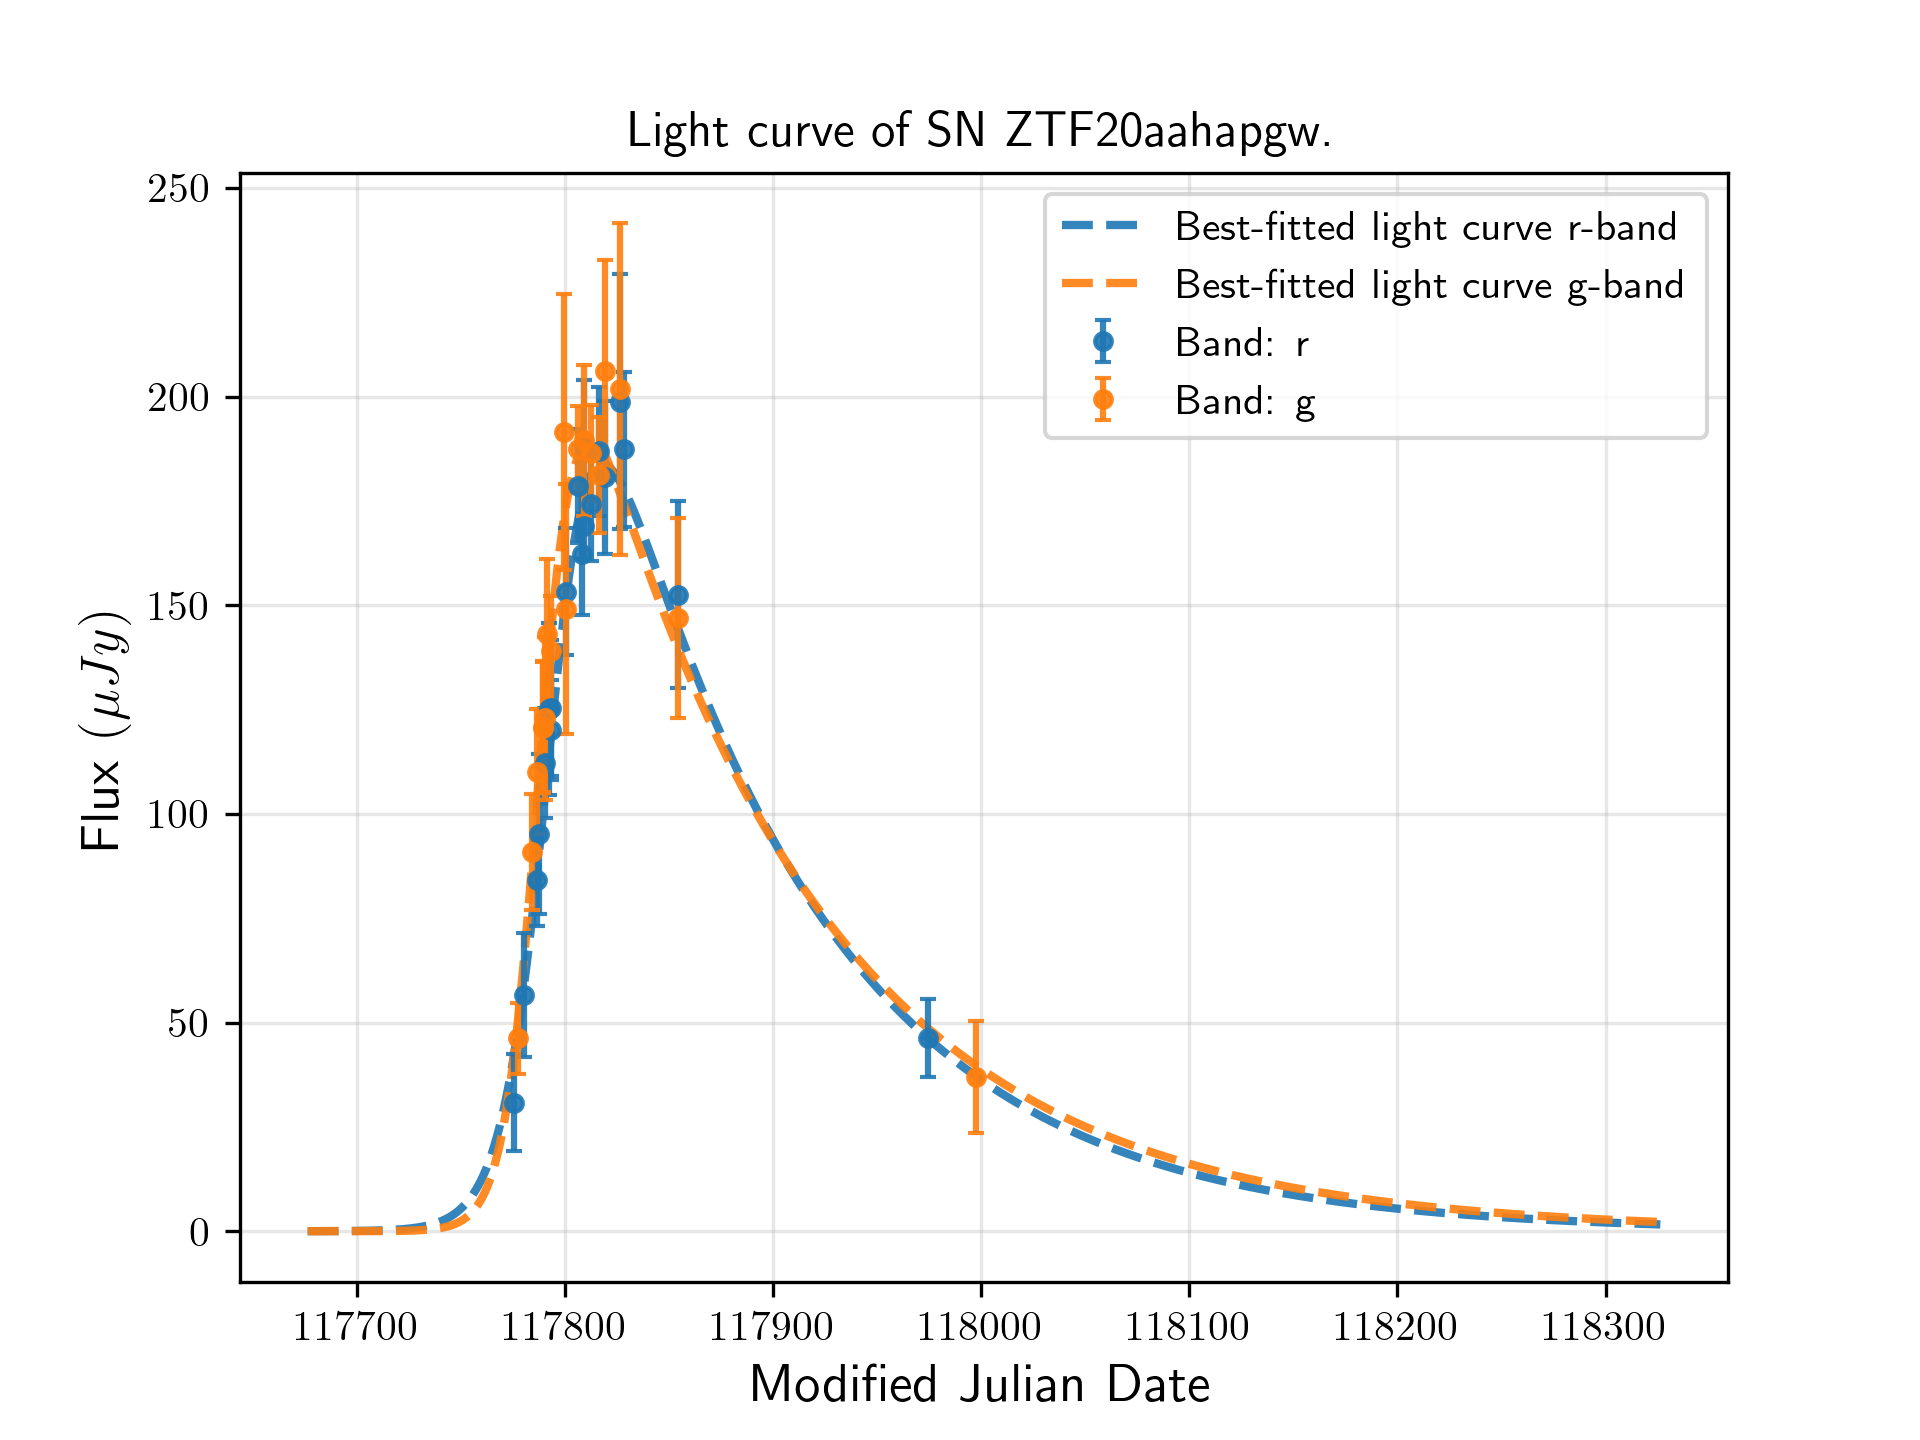 Light curve of SN ZTF20aahapgw.
250
200
150
100
50
0
Flux (μJy)
Best-fitted light curve r-band
Best-fitted light curve g-band
Band: r
Band: g
117700 117800 117900 118000 118100 118200 118300
Modified Julian Date